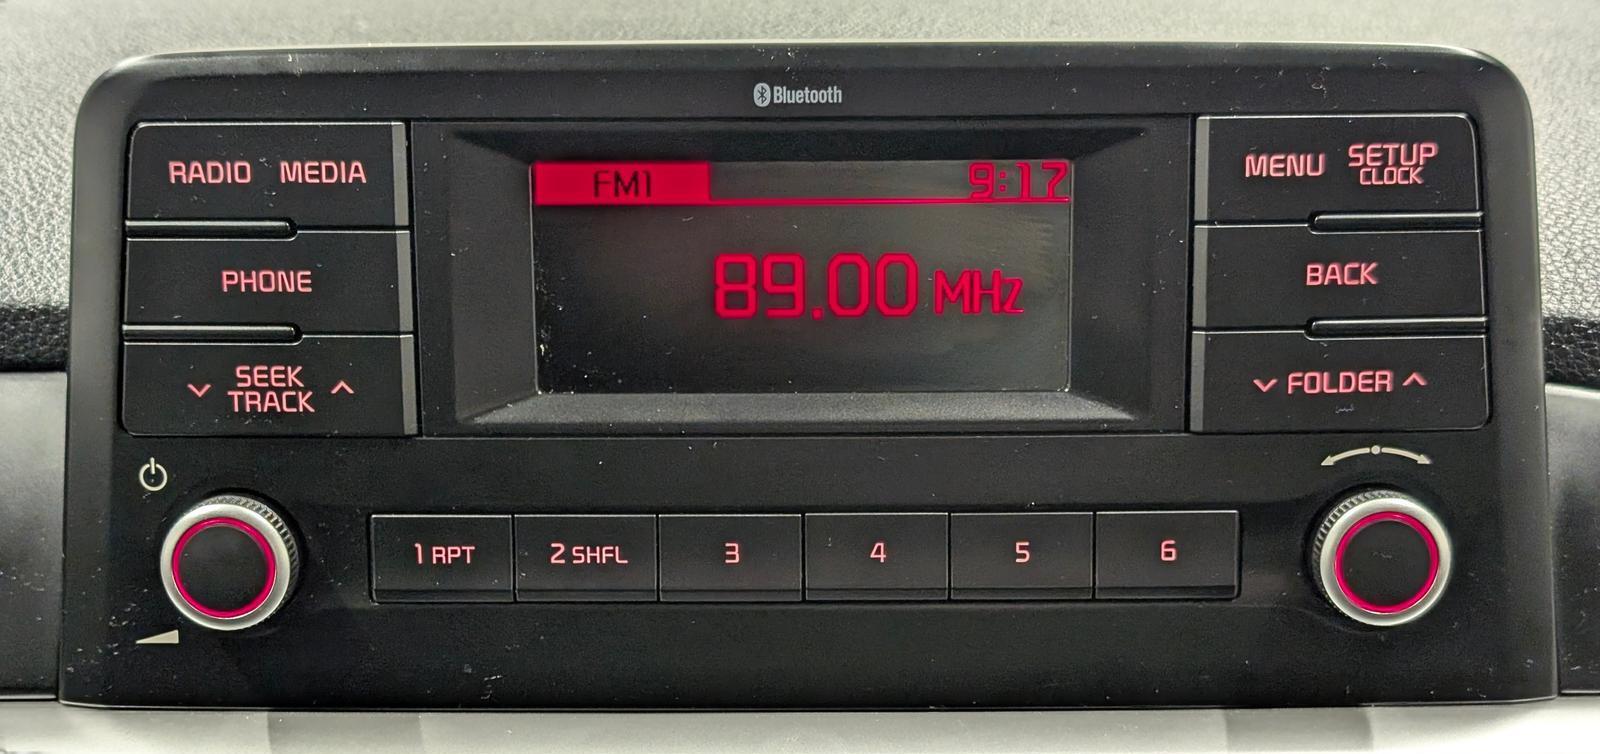 Bluetooth
RADIO MEDIA
FM1 9:17
MENU SETUP
CLOCK
PHONE
89.00 MHz
BACK
SEEK
TRACK
FOLDER
1 RPT
2 SHFL
3
4
5
6